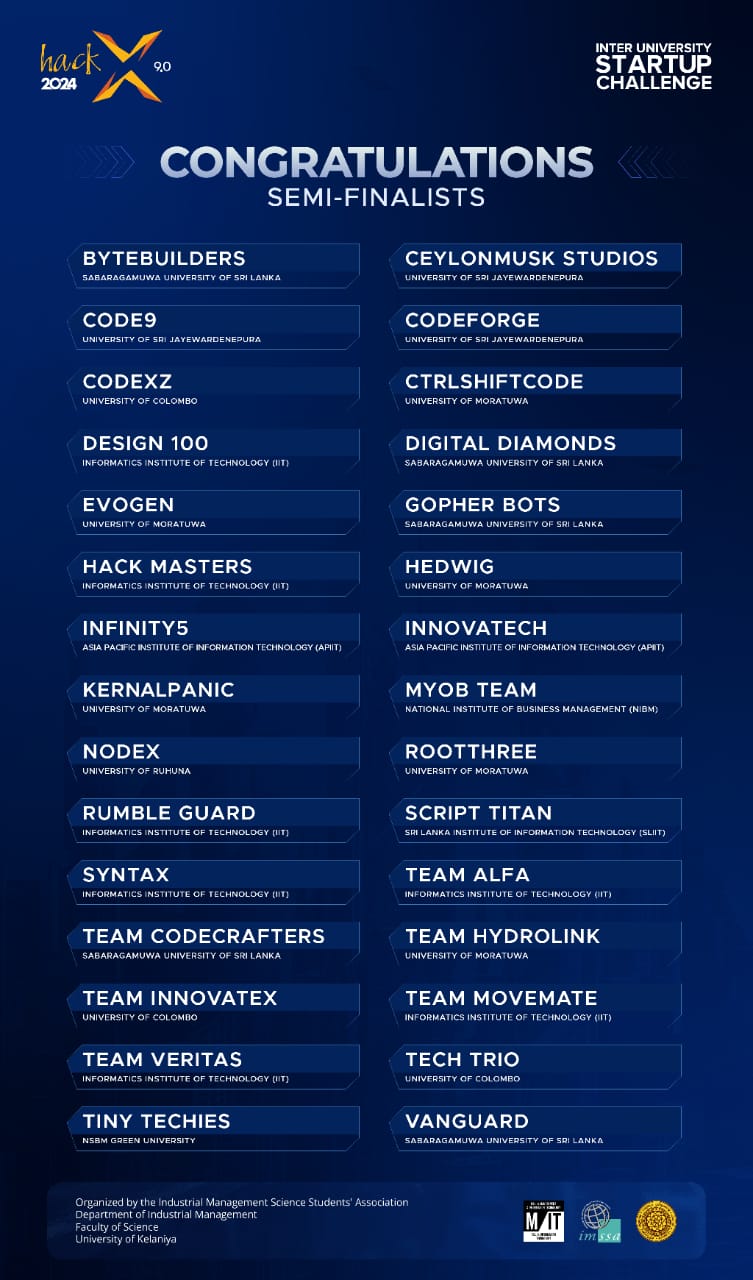 hack X 9.0
2024
INTER UNIVERSITY
STARTUP
CHALLENGE
CONGRATULATIONS
SEMI-FINALISTS
BYTEBUILDERS
SABARAGAMUWA UNIVERSITY OF SRI LANKA
CEYLONMUSK STUDIOS
UNIVERSITY OF SRI JAYEWARDENEPURA
CODE9
UNIVERSITY OF SRI JAYEWARDENEPURA
CODEFORGE
UNIVERSITY OF SRI JAYEWARDENEPURA
CODEXZ
UNIVERSITY OF COLOMBO
CTRLSHIFTCODE
UNIVERSITY OF MORATUWA
DESIGN 100
INFORMATICS INSTITUTE OF TECHNOLOGY (IIT)
DIGITAL DIAMONDS
SABARAGAMUWA UNIVERSITY OF SRI LANKA
EVOGEN
UNIVERSITY OF MORATUWA
GOPHER BOTS
SABARAGAMUWA UNIVERSITY OF SRI LANKA
HACK MASTERS
INFORMATICS INSTITUTE OF TECHNOLOGY (IIT)
HEDWIG
UNIVERSITY OF MORATUWA
INFINITY5
ASIA PACIFIC INSTITUTE OF INFORMATION TECHNOLOGY (APIIT)
INNOVATECH
ASIA PACIFIC INSTITUTE OF INFORMATION TECHNOLOGY (APIIT)
KERNALPANIC
UNIVERSITY OF MORATUWA
MYOB TEAM
NATIONAL INSTITUTE OF BUSINESS MANAGEMENT (NIBM)
NODEX
UNIVERSITY OF RUHUNA
ROOTTHREE
UNIVERSITY OF MORATUWA
RUMBLE GUARD
INFORMATICS INSTITUTE OF TECHNOLOGY (IIT)
SCRIPT TITAN
SRI LANKA INSTITUTE OF INFORMATION TECHNOLOGY (SLIIT)
SYNTAX
INFORMATICS INSTITUTE OF TECHNOLOGY (IIT)
TEAM ALFA
INFORMATICS INSTITUTE OF TECHNOLOGY (IIT)
TEAM CODECRAFTERS
SABARAGAMUWA UNIVERSITY OF SRI LANKA
TEAM HYDROLINK
UNIVERSITY OF MORATUWA
TEAM INNOVATEX
UNIVERSITY OF COLOMBO
TEAM MOVEMATE
INFORMATICS INSTITUTE OF TECHNOLOGY (IIT)
TEAM VERITAS
INFORMATICS INSTITUTE OF TECHNOLOGY (IIT)
TECH TRIO
UNIVERSITY OF COLOMBO
TINY TECHIES
NSBM GREEN UNIVERSITY
VANGUARD
SABARAGAMUWA UNIVERSITY OF SRI LANKA
Organized by the Industrial Management Science Students' Association
Department of Industrial Management
Faculty of Science
University of Kelaniya
M/IT
imssa